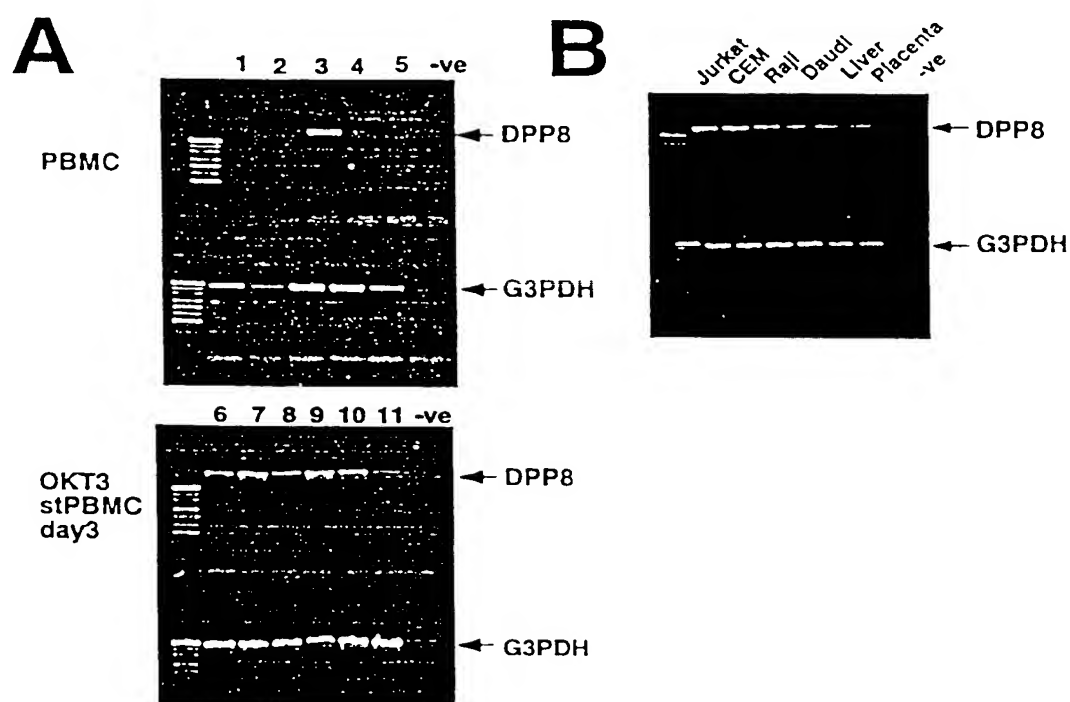 A
1 2 3 4 5 -ve
PBMC
DPP8
G3PDH
6 7 8 9 10 11 -ve
OKT3
stPBMC
day3
DPP8
G3PDH
B
Jurkat
CEM
Raji
Daudi
Liver
Placenta
-ve
DPP8
G3PDH